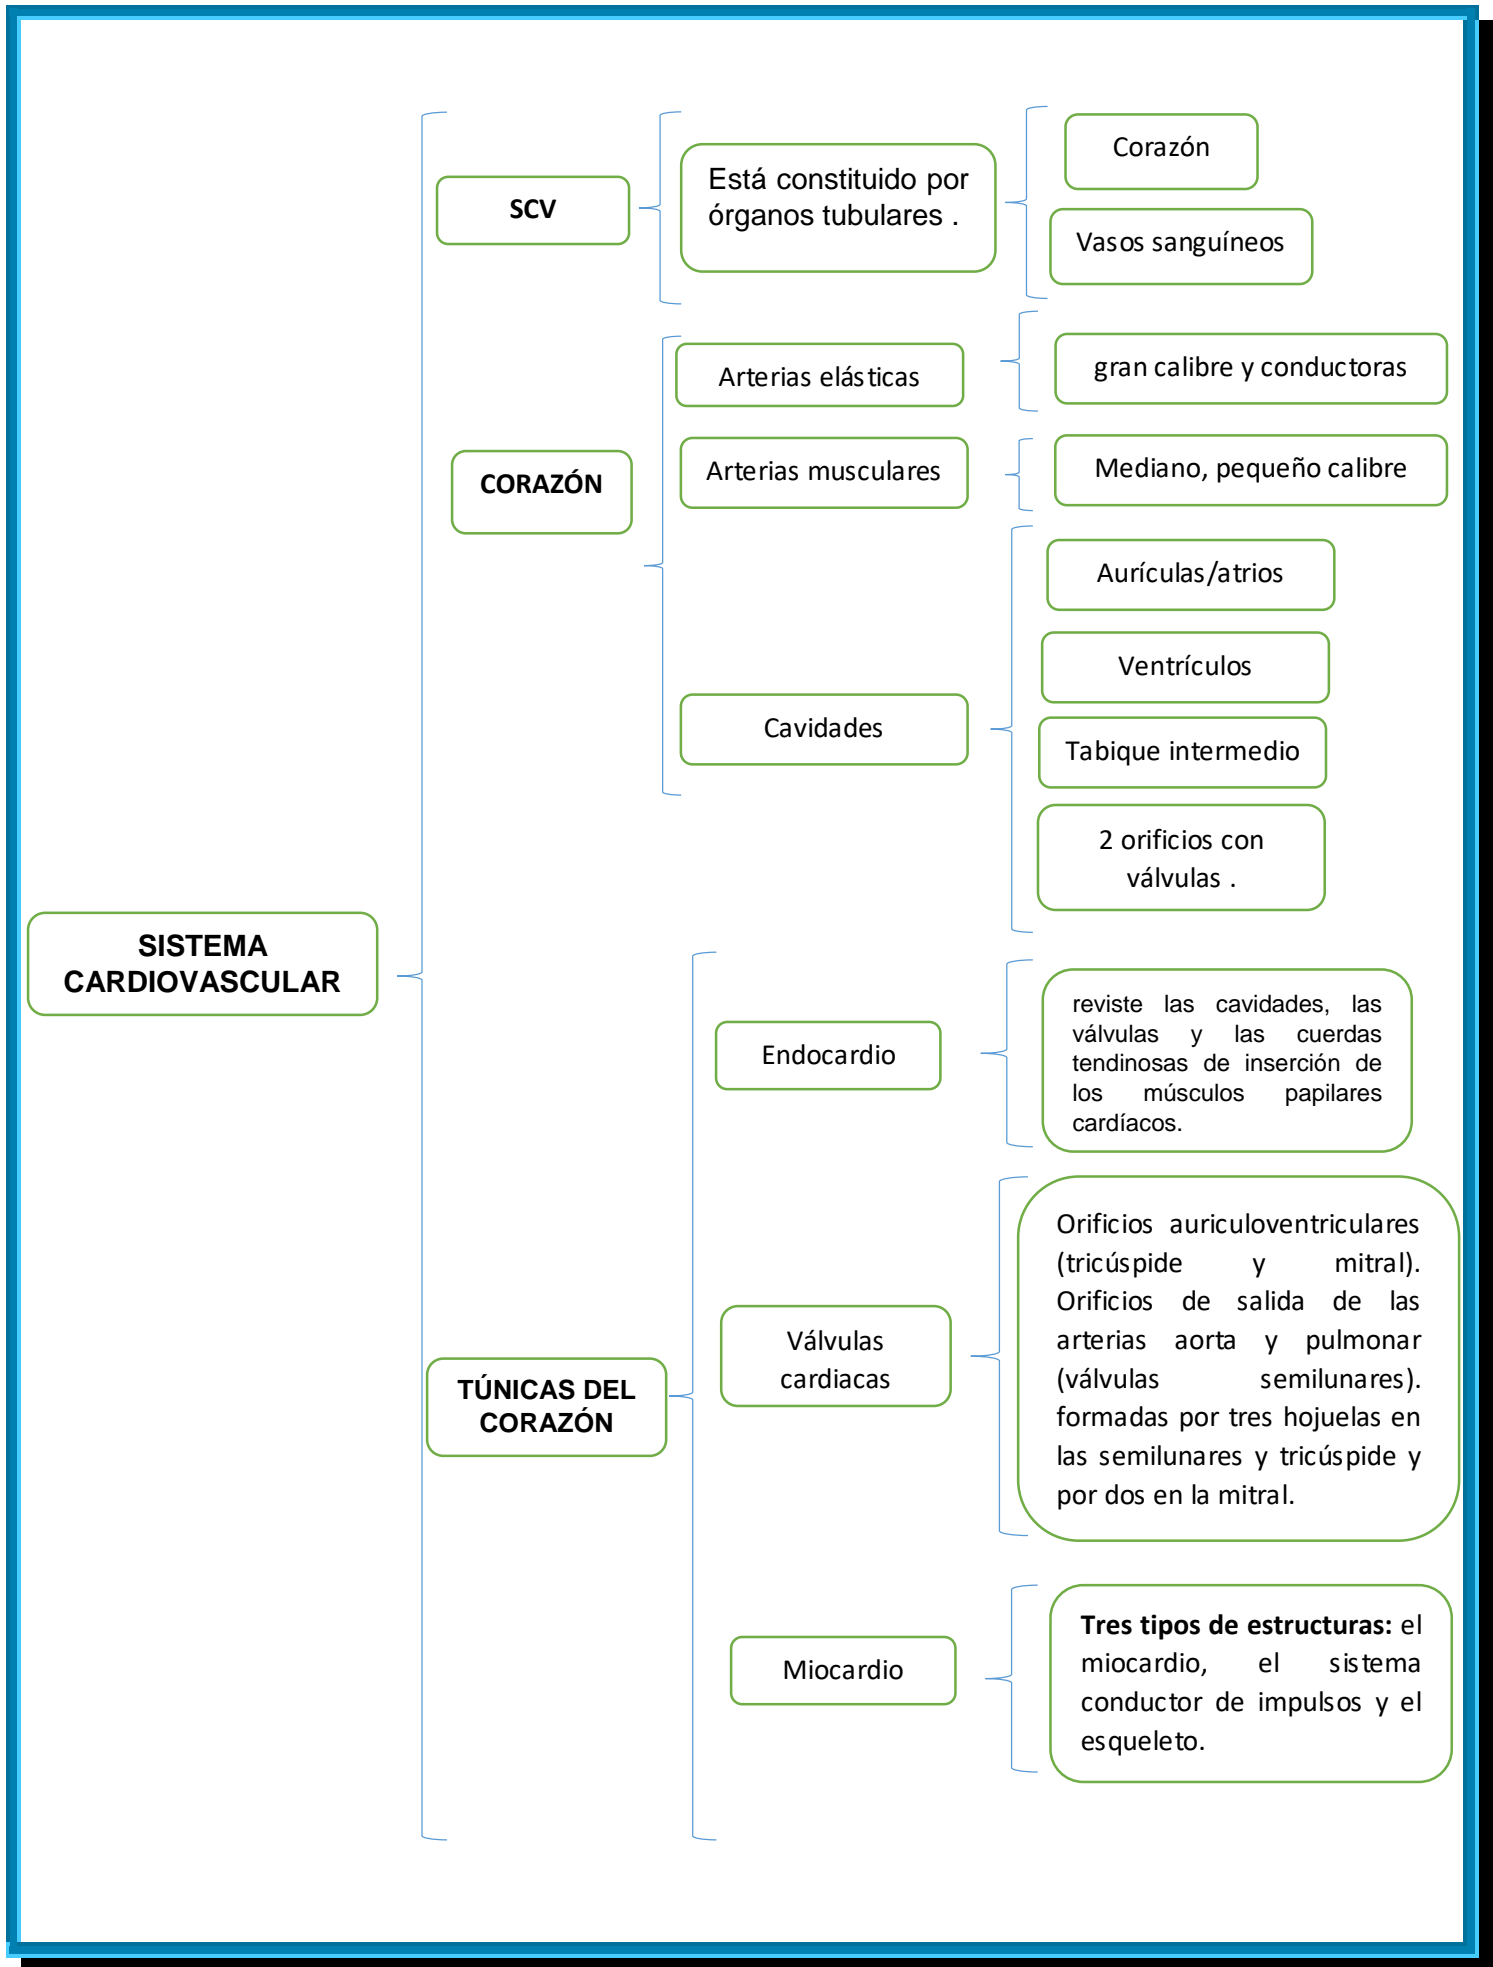 SISTEMA
CARDIOVASCULAR
SCV
Está constituido por
órganos tubulares .
Corazón
Vasos sanguíneos
CORAZÓN
Arterias elásticas
gran calibre y conductoras
Arterias musculares
Mediano, pequeño calibre
Cavidades
Aurículas/atrios
Ventrículos
Tabique intermedio
2 orificios con
válvulas .
TÚNICAS DEL
CORAZÓN
Endocardio
reviste las cavidades, las
válvulas y las cuerdas
tendinosas de inserción de
los músculos papilares
cardíacos.
Válvulas
cardiacas
Orificios auriculoventriculares
(tricúspide y mitral).
Orificios de salida de las
arterias aorta y pulmonar
(válvulas semilunares).
formadas por tres hojuelas en
las semilunares y tricúspide y
por dos en la mitral.
Miocardio
Tres tipos de estructuras: el
miocardio, el sistema
conductor de impulsos y el
esqueleto.